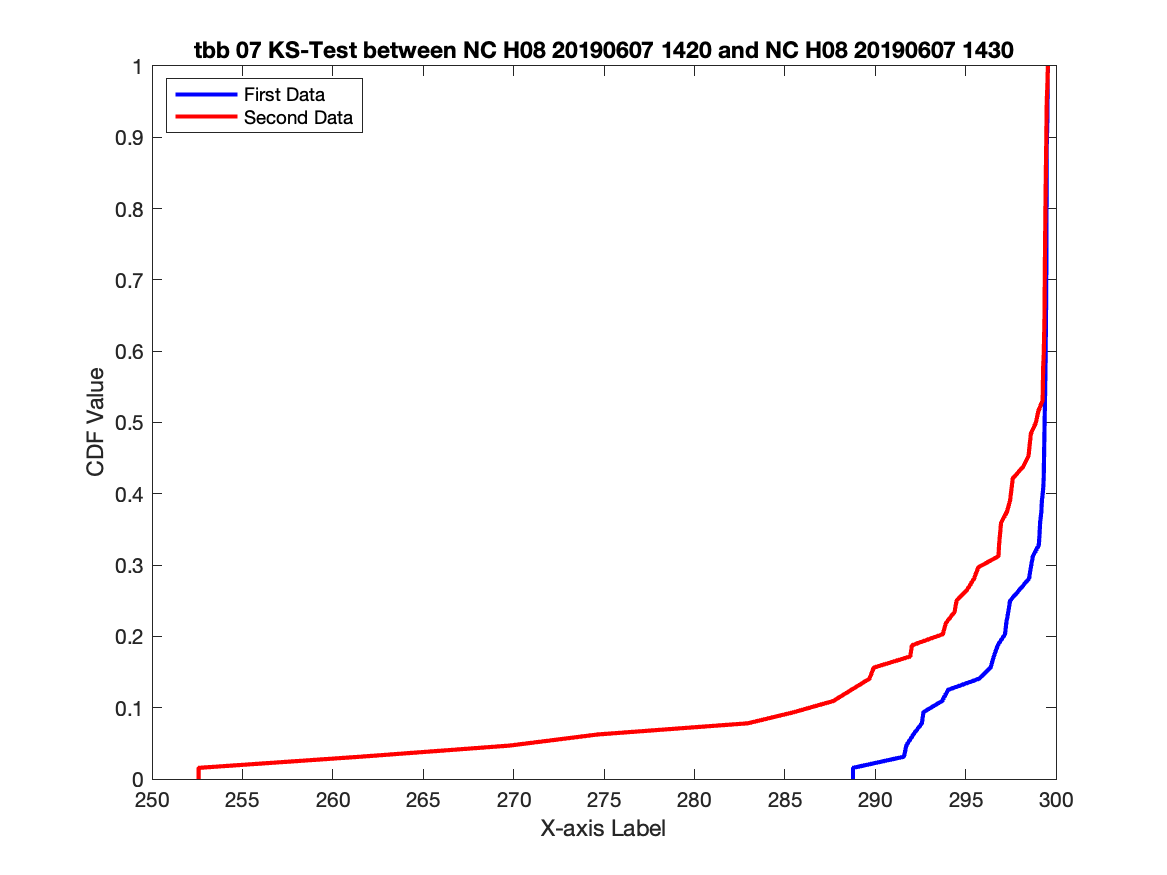 tbb 07 KS-Test between NC H08 20190607 1420 and NC H08 20190607 1430
First Data
Second Data
1
0.9
0.8
0.7
0.6
0.5
0.4
0.3
0.2
0.1
0
CDF Value
250 255 260 265 270 275 280 285 290 295 300
X-axis Label